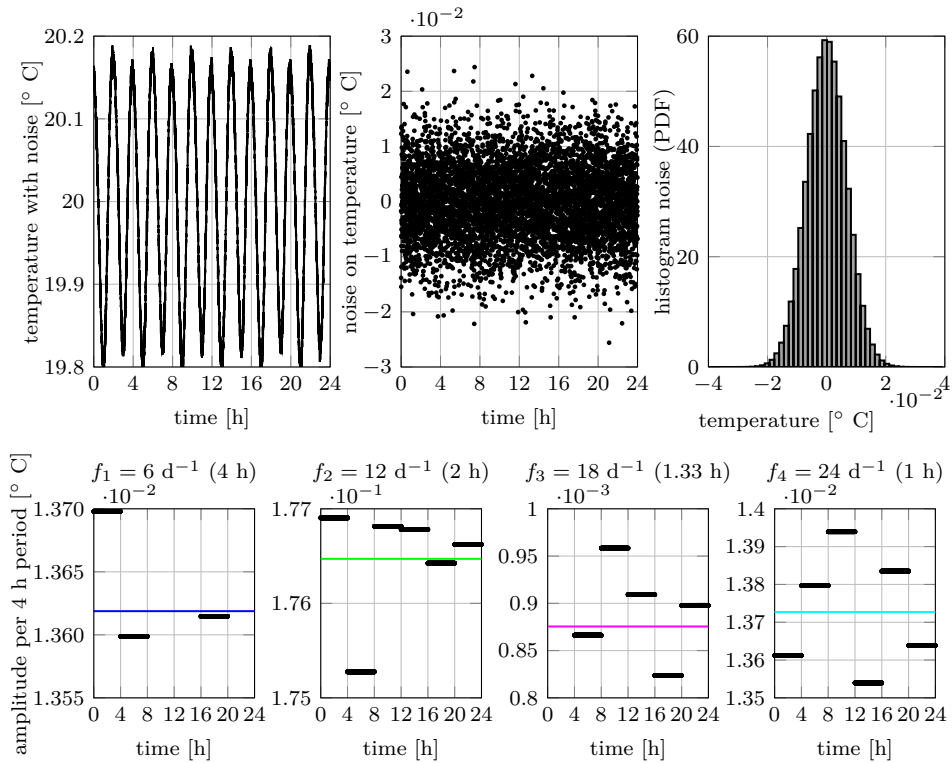 temperature with noise [° C]
20.2
20.1
20
19.9
19.8
0 4 8 12 16 20 24
time [h]
·10⁻²
noise on temperature [° C]
3
2
1
0
−1
−2
−3
0 4 8 12 16 20 24
time [h]
histogram noise (PDF)
60
40
20
0
−4 −2 0 2 4
·10⁻²
temperature [° C]
amplitude per 4 h period [° C]
f₁ = 6 d⁻¹ (4 h)
·10⁻²
1.370
1.365
1.360
1.355
0 4 8 12 16 20 24
time [h]
f₂ = 12 d⁻¹ (2 h)
·10⁻¹
1.77
1.76
1.75
0 4 8 12 16 20 24
time [h]
f₃ = 18 d⁻¹ (1.33 h)
·10⁻³
1
0.95
0.9
0.85
0.8
0 4 8 12 16 20 24
time [h]
f₄ = 24 d⁻¹ (1 h)
·10⁻²
1.4
1.39
1.38
1.37
1.36
1.35
0 4 8 12 16 20 24
time [h]